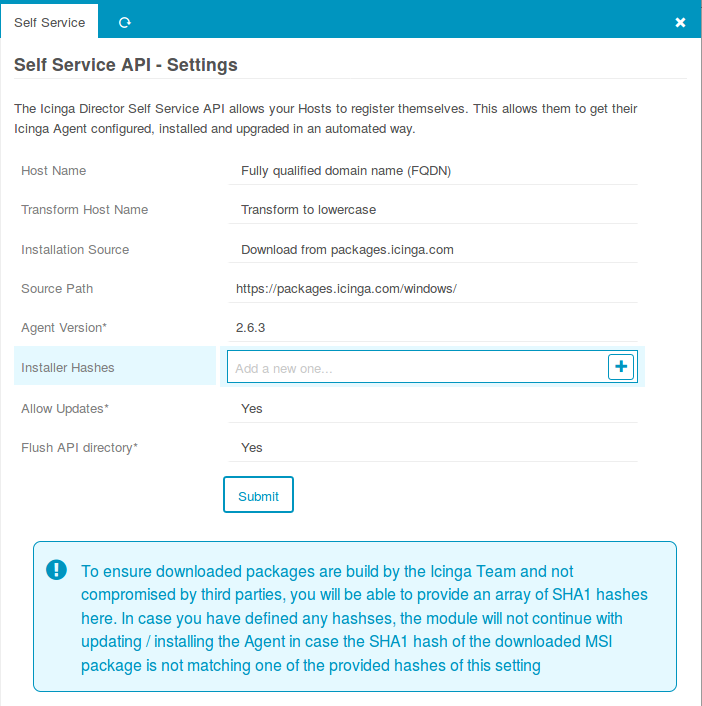 Self Service
Self Service API - Settings
The Icinga Director Self Service API allows your Hosts to register themselves. This allows them to get their
Icinga Agent configured, installed and upgraded in an automated way.
Host Name Fully qualified domain name (FQDN)
Transform Host Name Transform to lowercase
Installation Source Download from packages.icinga.com
Source Path https://packages.icinga.com/windows/
Agent Version* 2.6.3
Installer Hashes Add a new one...
Allow Updates* Yes
Flush API directory* Yes
Submit
To ensure downloaded packages are build by the Icinga Team and not
compromised by third parties, you will be able to provide an array of SHA1 hashes
here. In case you have defined any hashses, the module will not continue with
updating / installing the Agent in case the SHA1 hash of the downloaded MSI
package is not matching one of the provided hashes of this setting